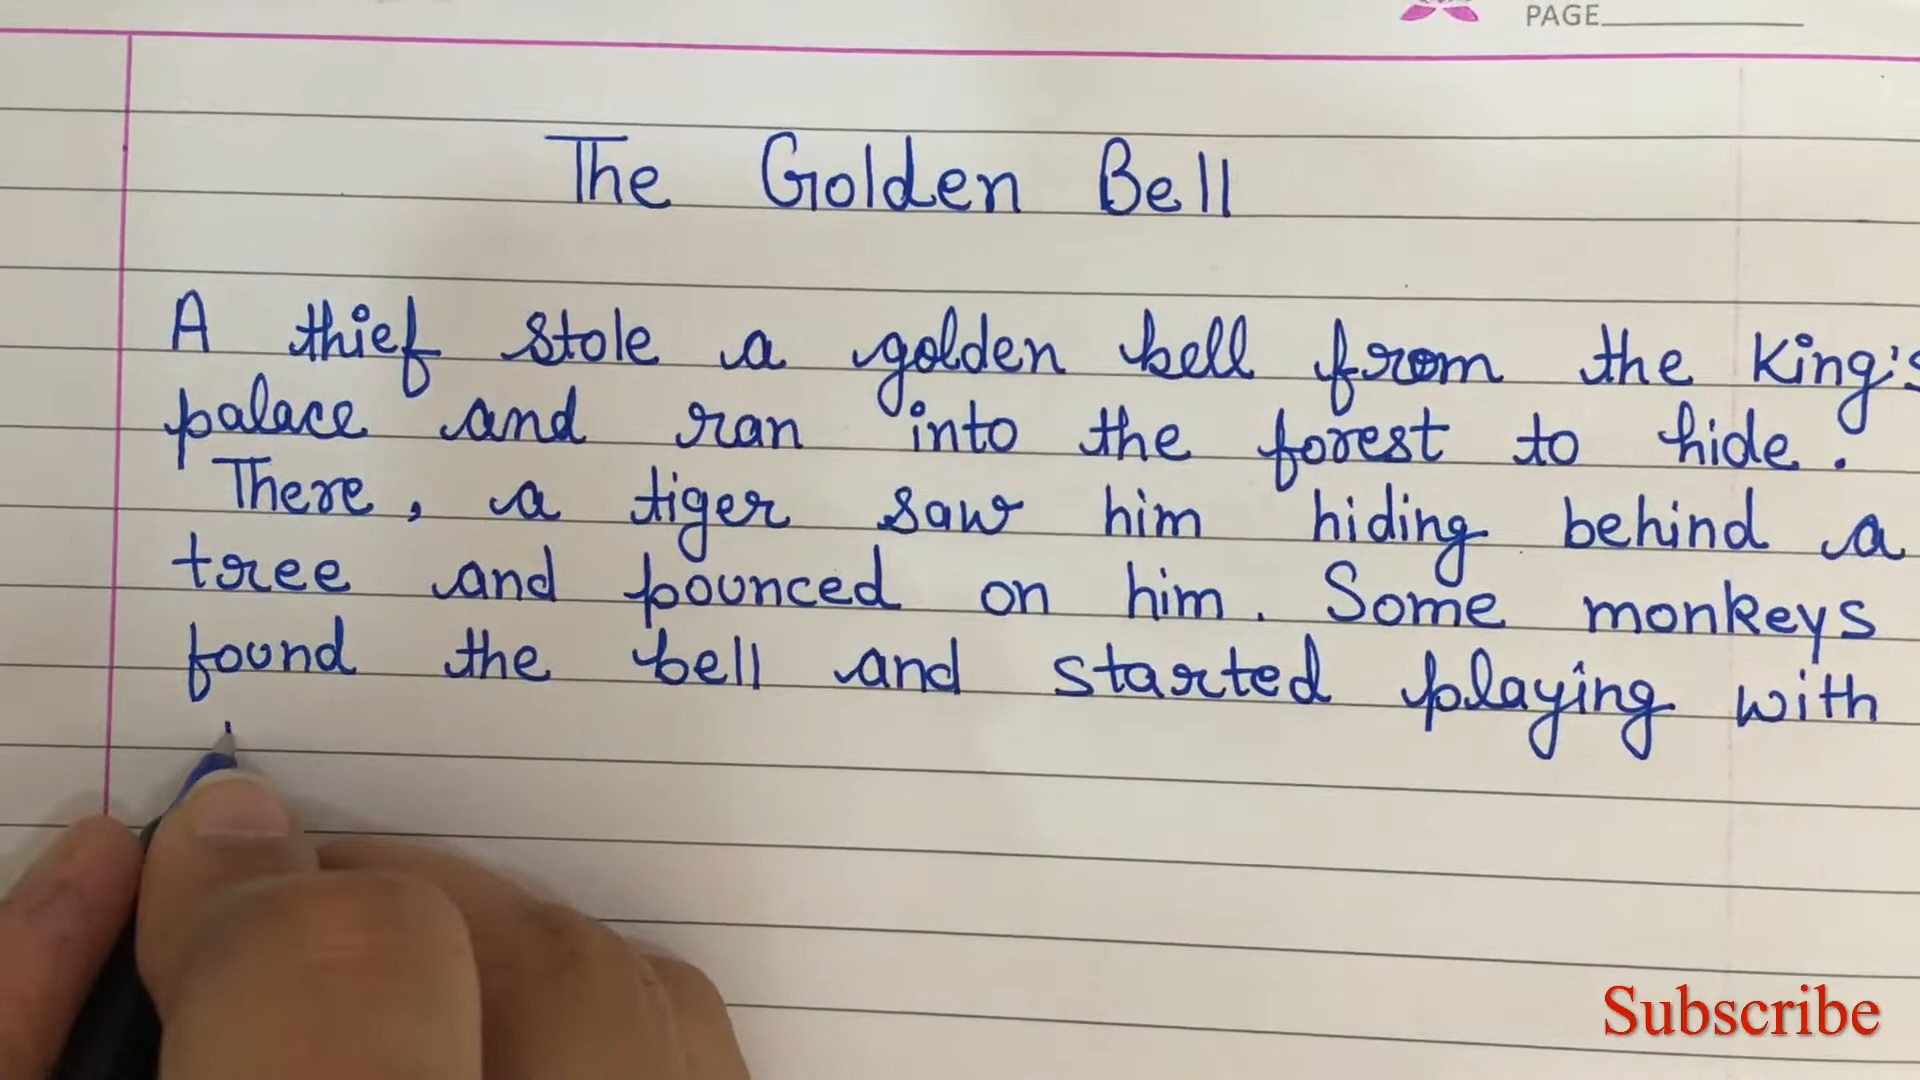 PAGE
The Golden Bell
A thief stole a golden bell from the King's
palace and ran into the forest to hide.
There, a tiger saw him hiding behind a
tree and pounced on him. Some monkeys
found the bell and started playing with
Subscribe